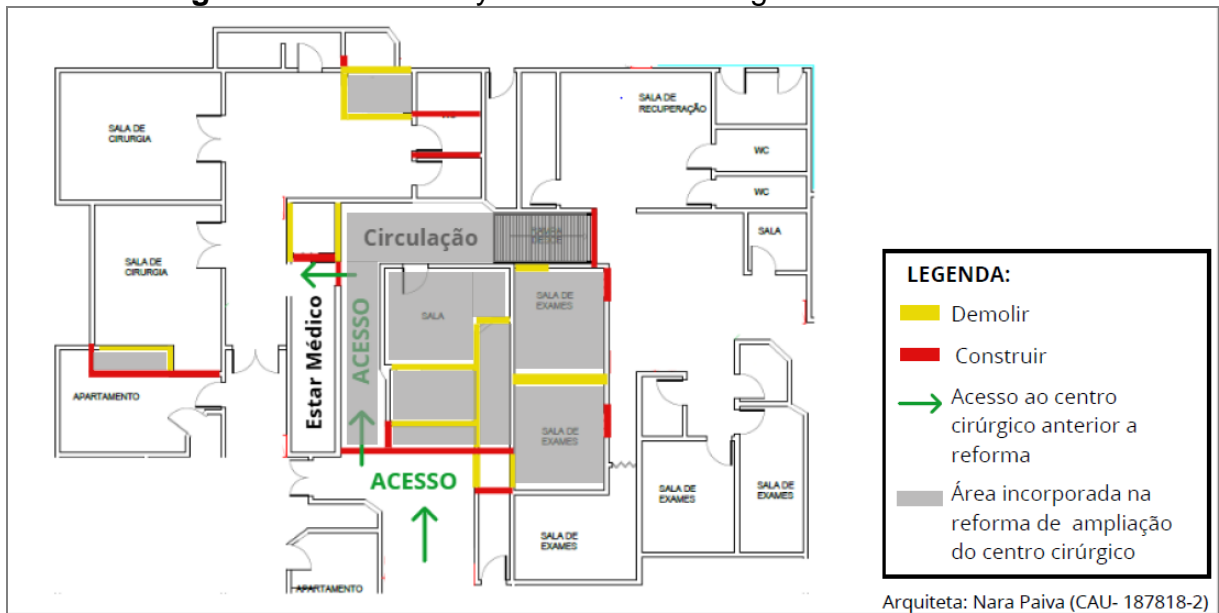 SALA DE
CIRURGIA
SALA DE
RECUPERAÇÃO
WC
WC
SALA
Circulação
SALA DE
CIRURGIA
Estar Médico
ACESSO
SALA
SALA DE
EXAMES
APARTAMENTO
SALA DE
EXAMES
ACESSO
SALA DE
EXAMES
SALA DE
EXAMES
SALA DE
EXAMES
APARTAMENTO
LEGENDA:
Demolir
Construir
Acesso ao centro
cirúrgico anterior a
reforma
Área incorporada na
reforma de ampliação
do centro cirúrgico
Arquiteta: Nara Paiva (CAU- 187818-2)